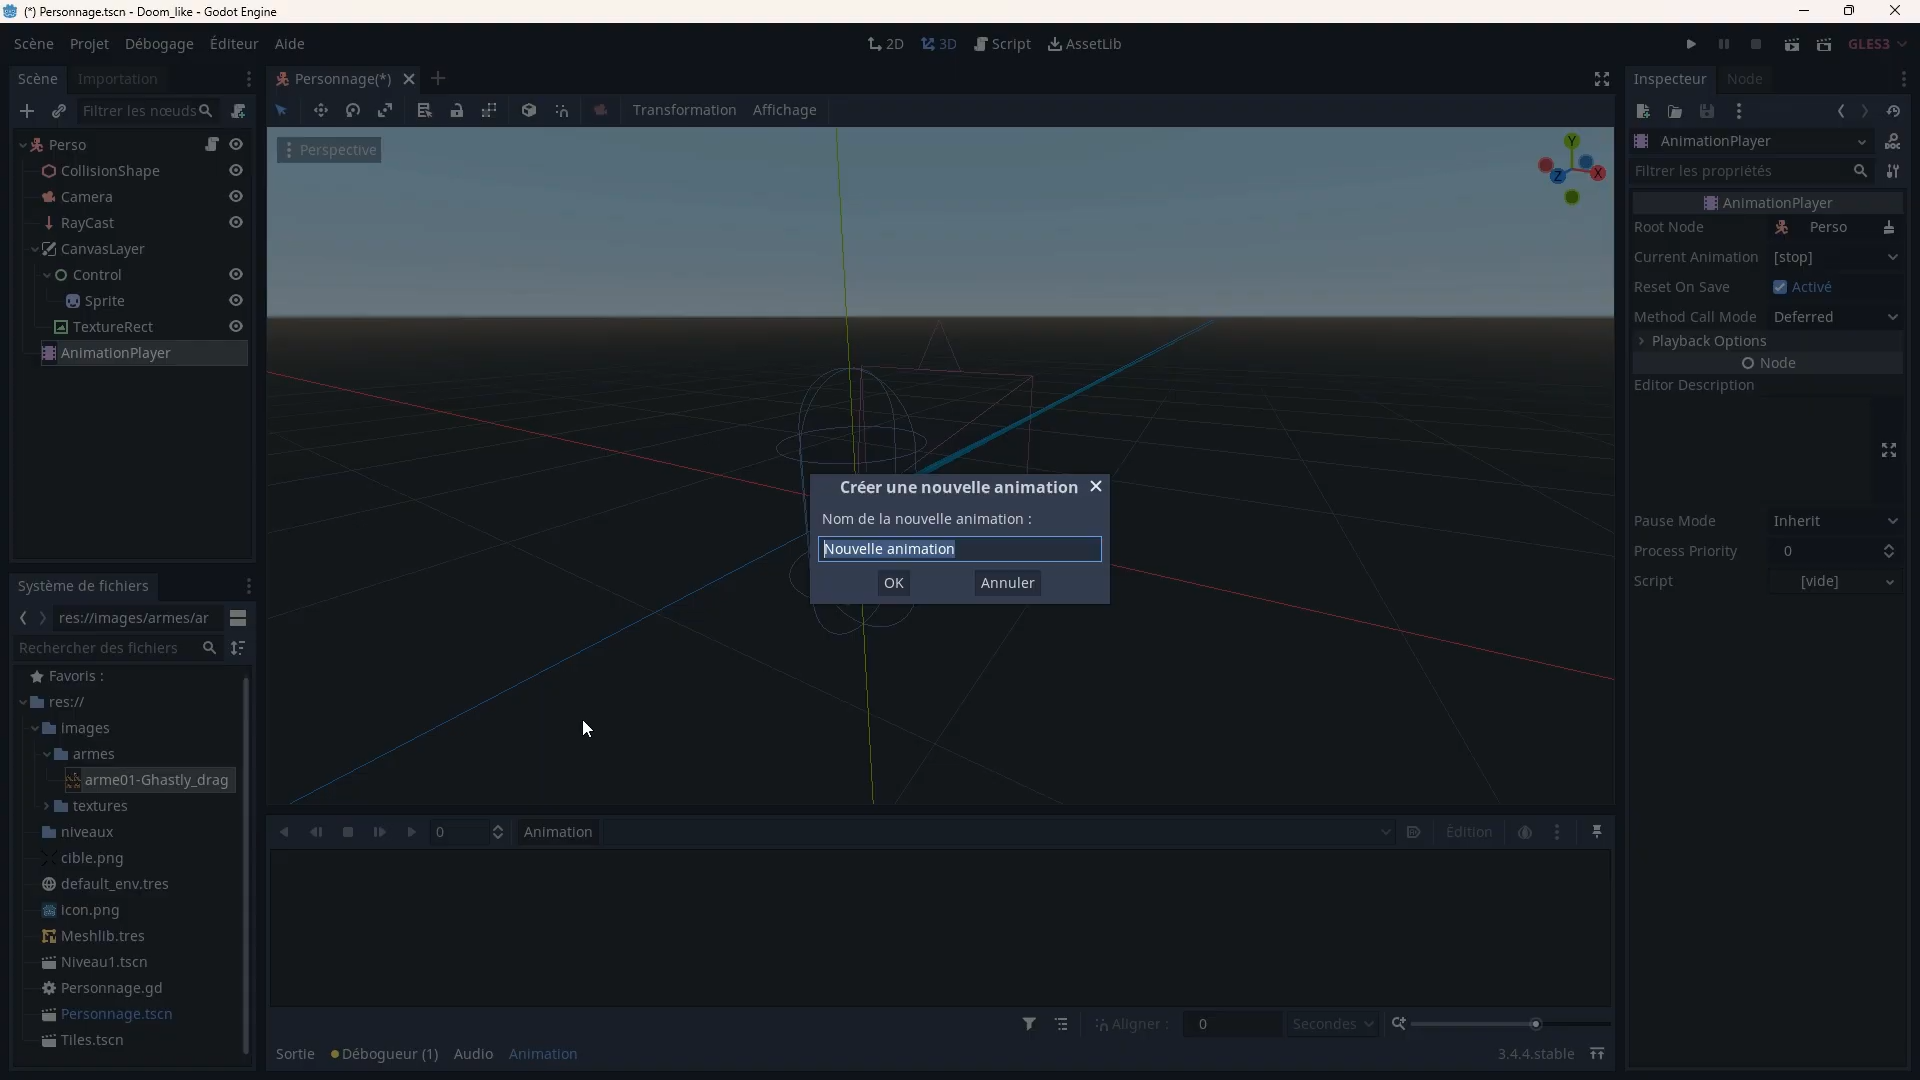 (*) Personnage.tscn - Doom_like - Godot Engine
Scène Projet Débogage Éditeur Aide
2D 3D Script AssetLib
GLES3
Scène Importation
Filtrer les nœuds
Perso
CollisionShape
Camera
RayCast
CanvasLayer
Control
Sprite
TextureRect
AnimationPlayer
Système de fichiers
res://images/armes/ar
Rechercher des fichiers
Favoris :
res://
images
armes
arme01-Ghastly_drag
textures
niveaux
cible.png
default_env.tres
icon.png
Meshlib.tres
Niveau1.tscn
Personnage.gd
Personnage.tscn
Tiles.tscn
Personnage(*)
Transformation Affichage
Perspective
Y
X
Z
Créer une nouvelle animation
Nom de la nouvelle animation :
Nouvelle animation
OK Annuler
0 Animation Édition
Aligner : 0 Secondes
Sortie Débogueur (1) Audio Animation 3.4.4.stable
Inspecteur Node
AnimationPlayer
Filtrer les propriétés
AnimationPlayer
Root Node Perso
Current Animation [stop]
Reset On Save Activé
Method Call Mode Deferred
Playback Options
Node
Editor Description
Pause Mode Inherit
Process Priority 0
Script [vide]